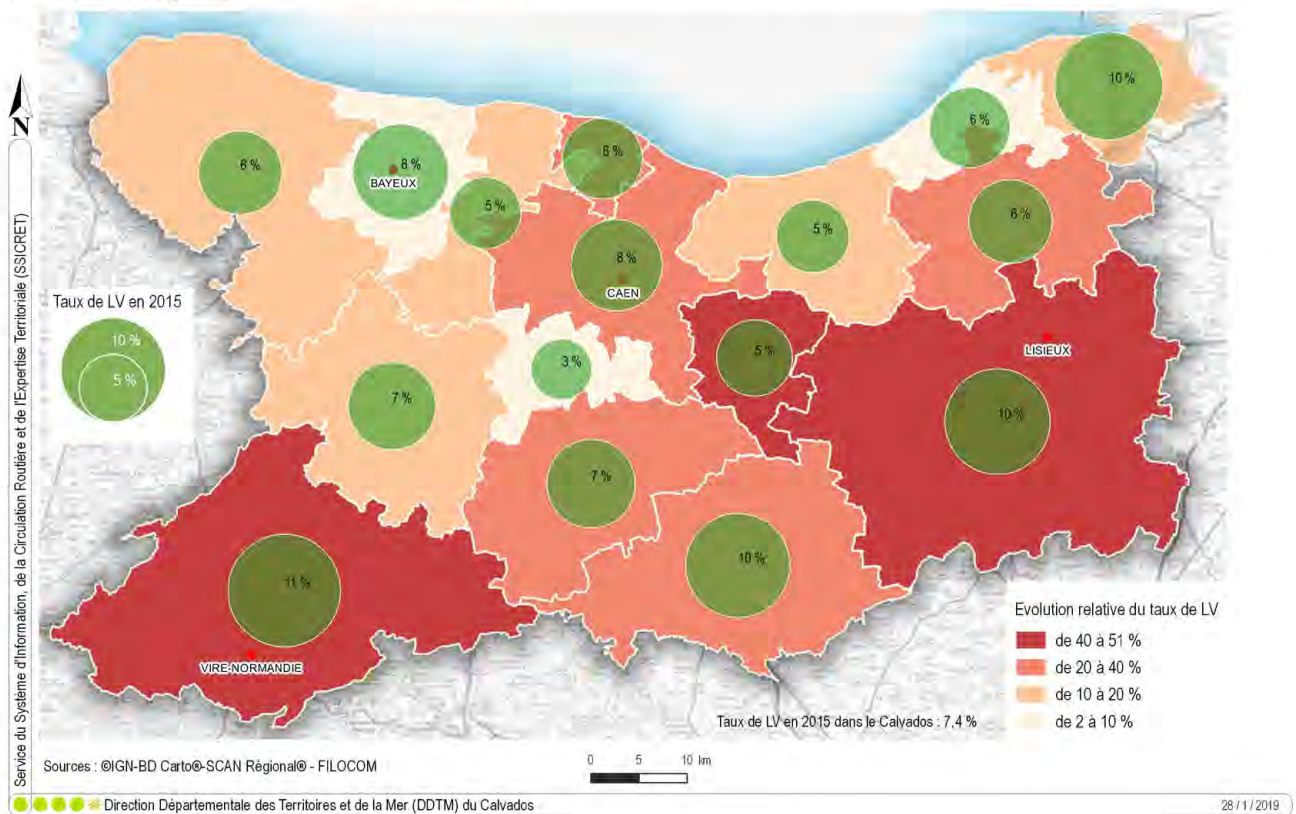 10 %
6 %
6 %
8 %
BAYEUX
6 %
5 %
5 %
6 %
8 %
CAEN
Taux de LV en 2015
10 %
5 %
LISIEUX
5 %
3 %
7 %
10 %
7 %
10 %
11 %
VIRE-NORMANDIE
Evolution relative du taux de LV
de 40 à 51 %
de 20 à 40 %
de 10 à 20 %
de 2 à 10 %
Taux de LV en 2015 dans le Calvados : 7,4 %
N
Service du Système d'Information, de la Circulation Routière et de l'Expertise Territoriale (SSICRET)
Sources : ©IGN-BD Carto®-SCAN Régional® - FILOCOM
0 5 10 km
Direction Départementale des Territoires et de la Mer (DDTM) du Calvados
28 / 1 / 2019